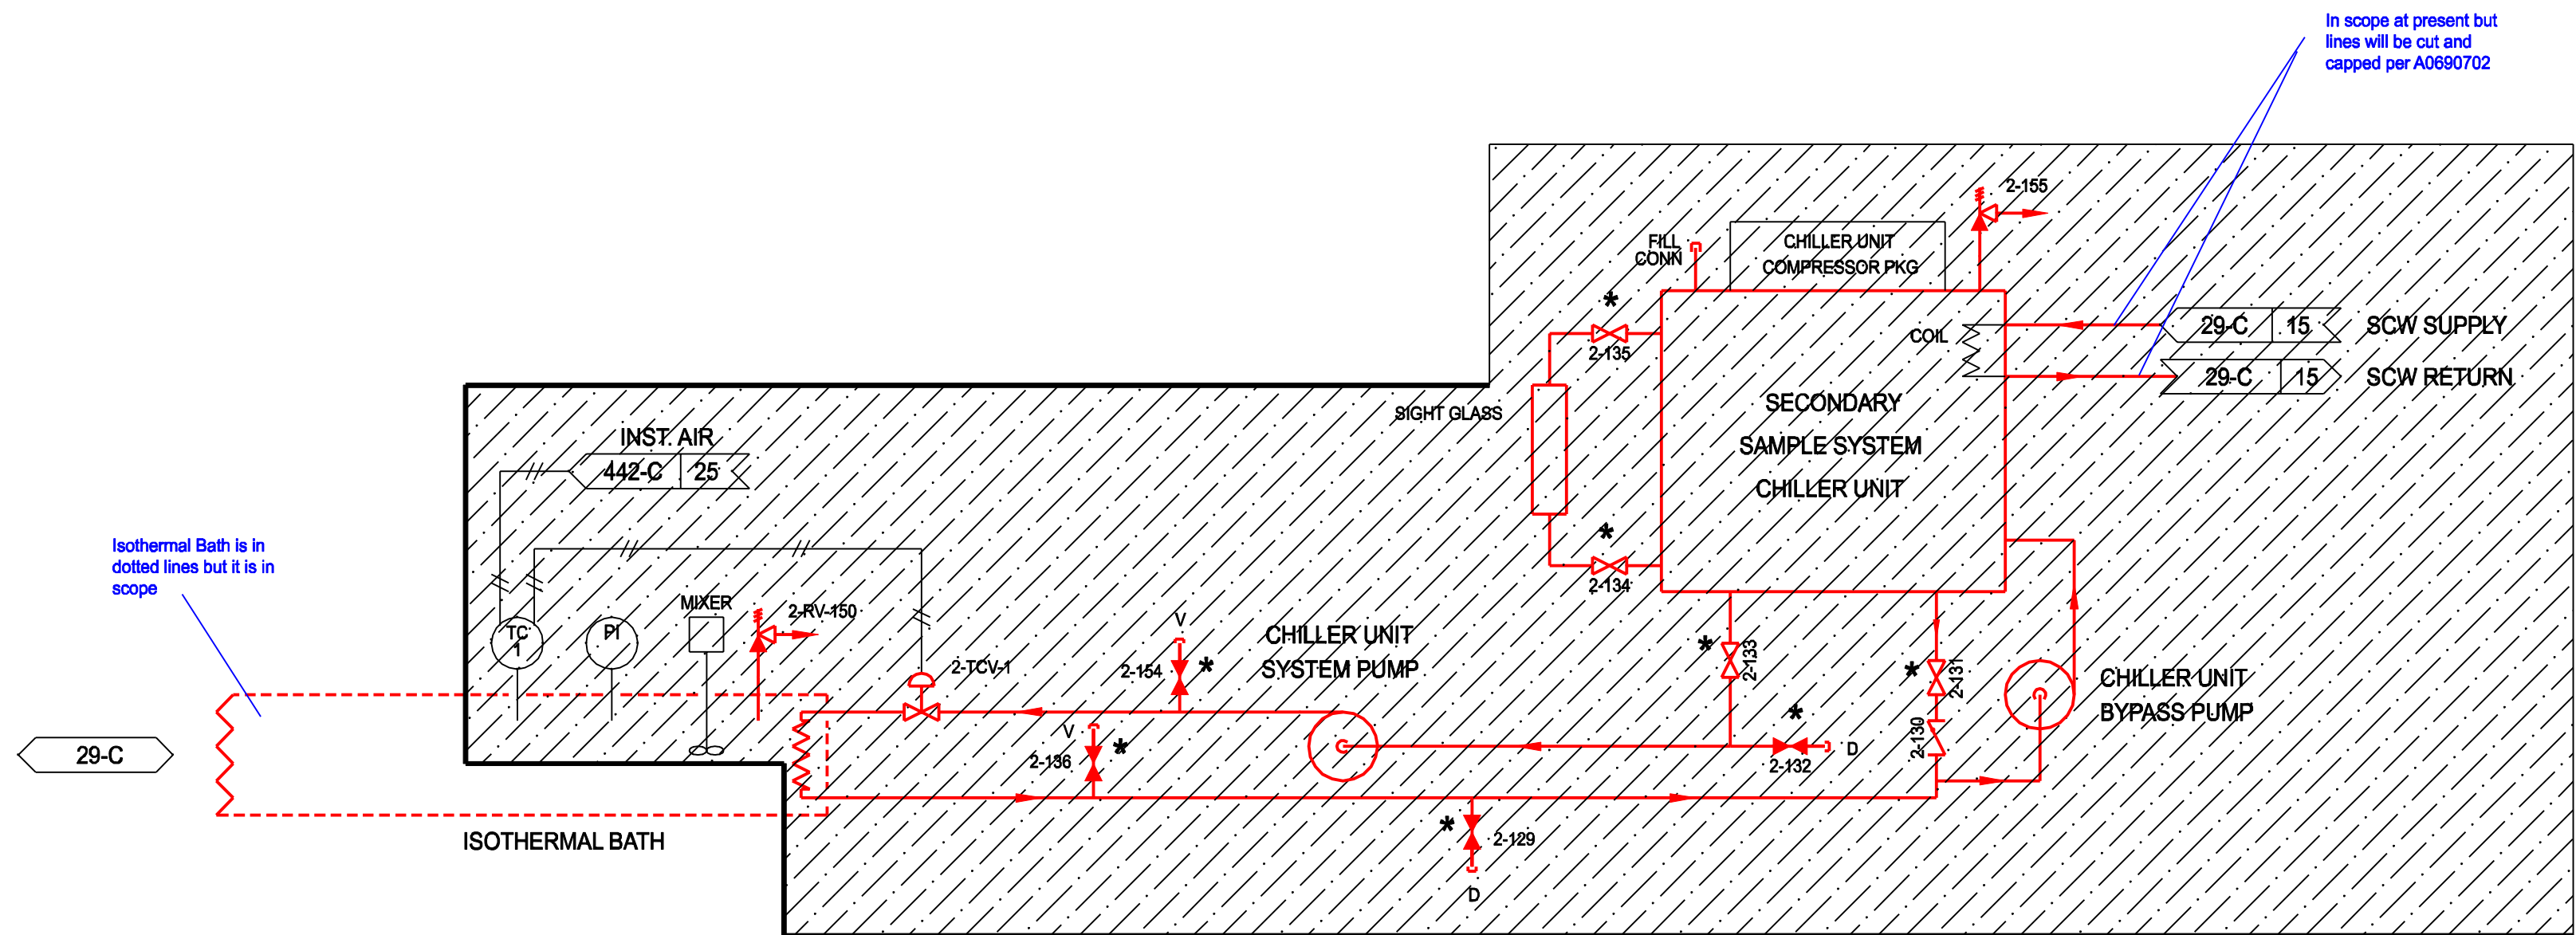 In scope at present but
lines will be cut and
capped per A0690702
2-155
FILL
CONN
CHILLER UNIT
COMPRESSOR PKG
*
2-135
COIL
29-C 15 SCW SUPPLY
29-C 15 SCW RETURN
SIGHT GLASS
SECONDARY
SAMPLE SYSTEM
CHILLER UNIT
INST. AIR
442-C 25
Isothermal Bath is in
dotted lines but it is in
scope
*
2-134
TC
1
PI
MIXER
2-RV-150
2-TCV-1
V
2-154 *
CHILLER UNIT
SYSTEM PUMP
* 2-133
* 2-131
CHILLER UNIT
BYPASS PUMP
29-C
V
2-136 *
*
2-132
D
2-130
ISOTHERMAL BATH
* 2-129
D